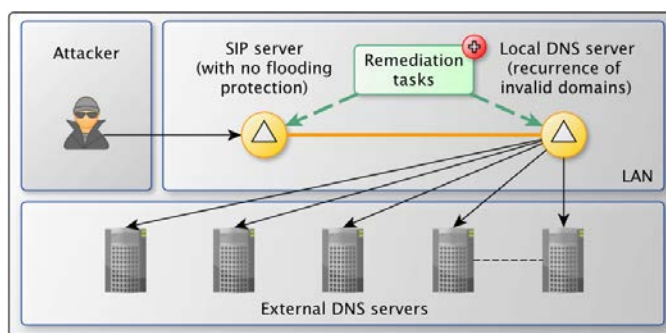 Attacker
SIP server
(with no flooding
protection)
Remediation
tasks
Local DNS server
(recurrence of
invalid domains)
LAN
External DNS servers